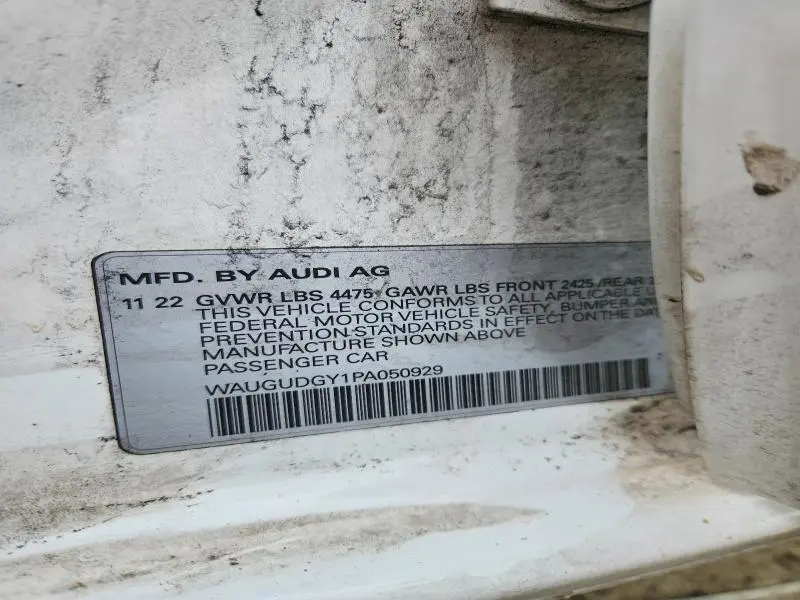 MFD. BY AUDI AG
11 22 GVWR LBS 4475 GAWR LBS FRONT 2425 /REAR
THIS VEHICLE CONFORMS TO ALL APPLICABLE
FEDERAL MOTOR VEHICLE SAFETY, BUMPER, AND
PREVENTION STANDARDS IN EFFECT ON THE
MANUFACTURE SHOWN ABOVE
PASSENGER CAR
WAUGUDGY1PA050929